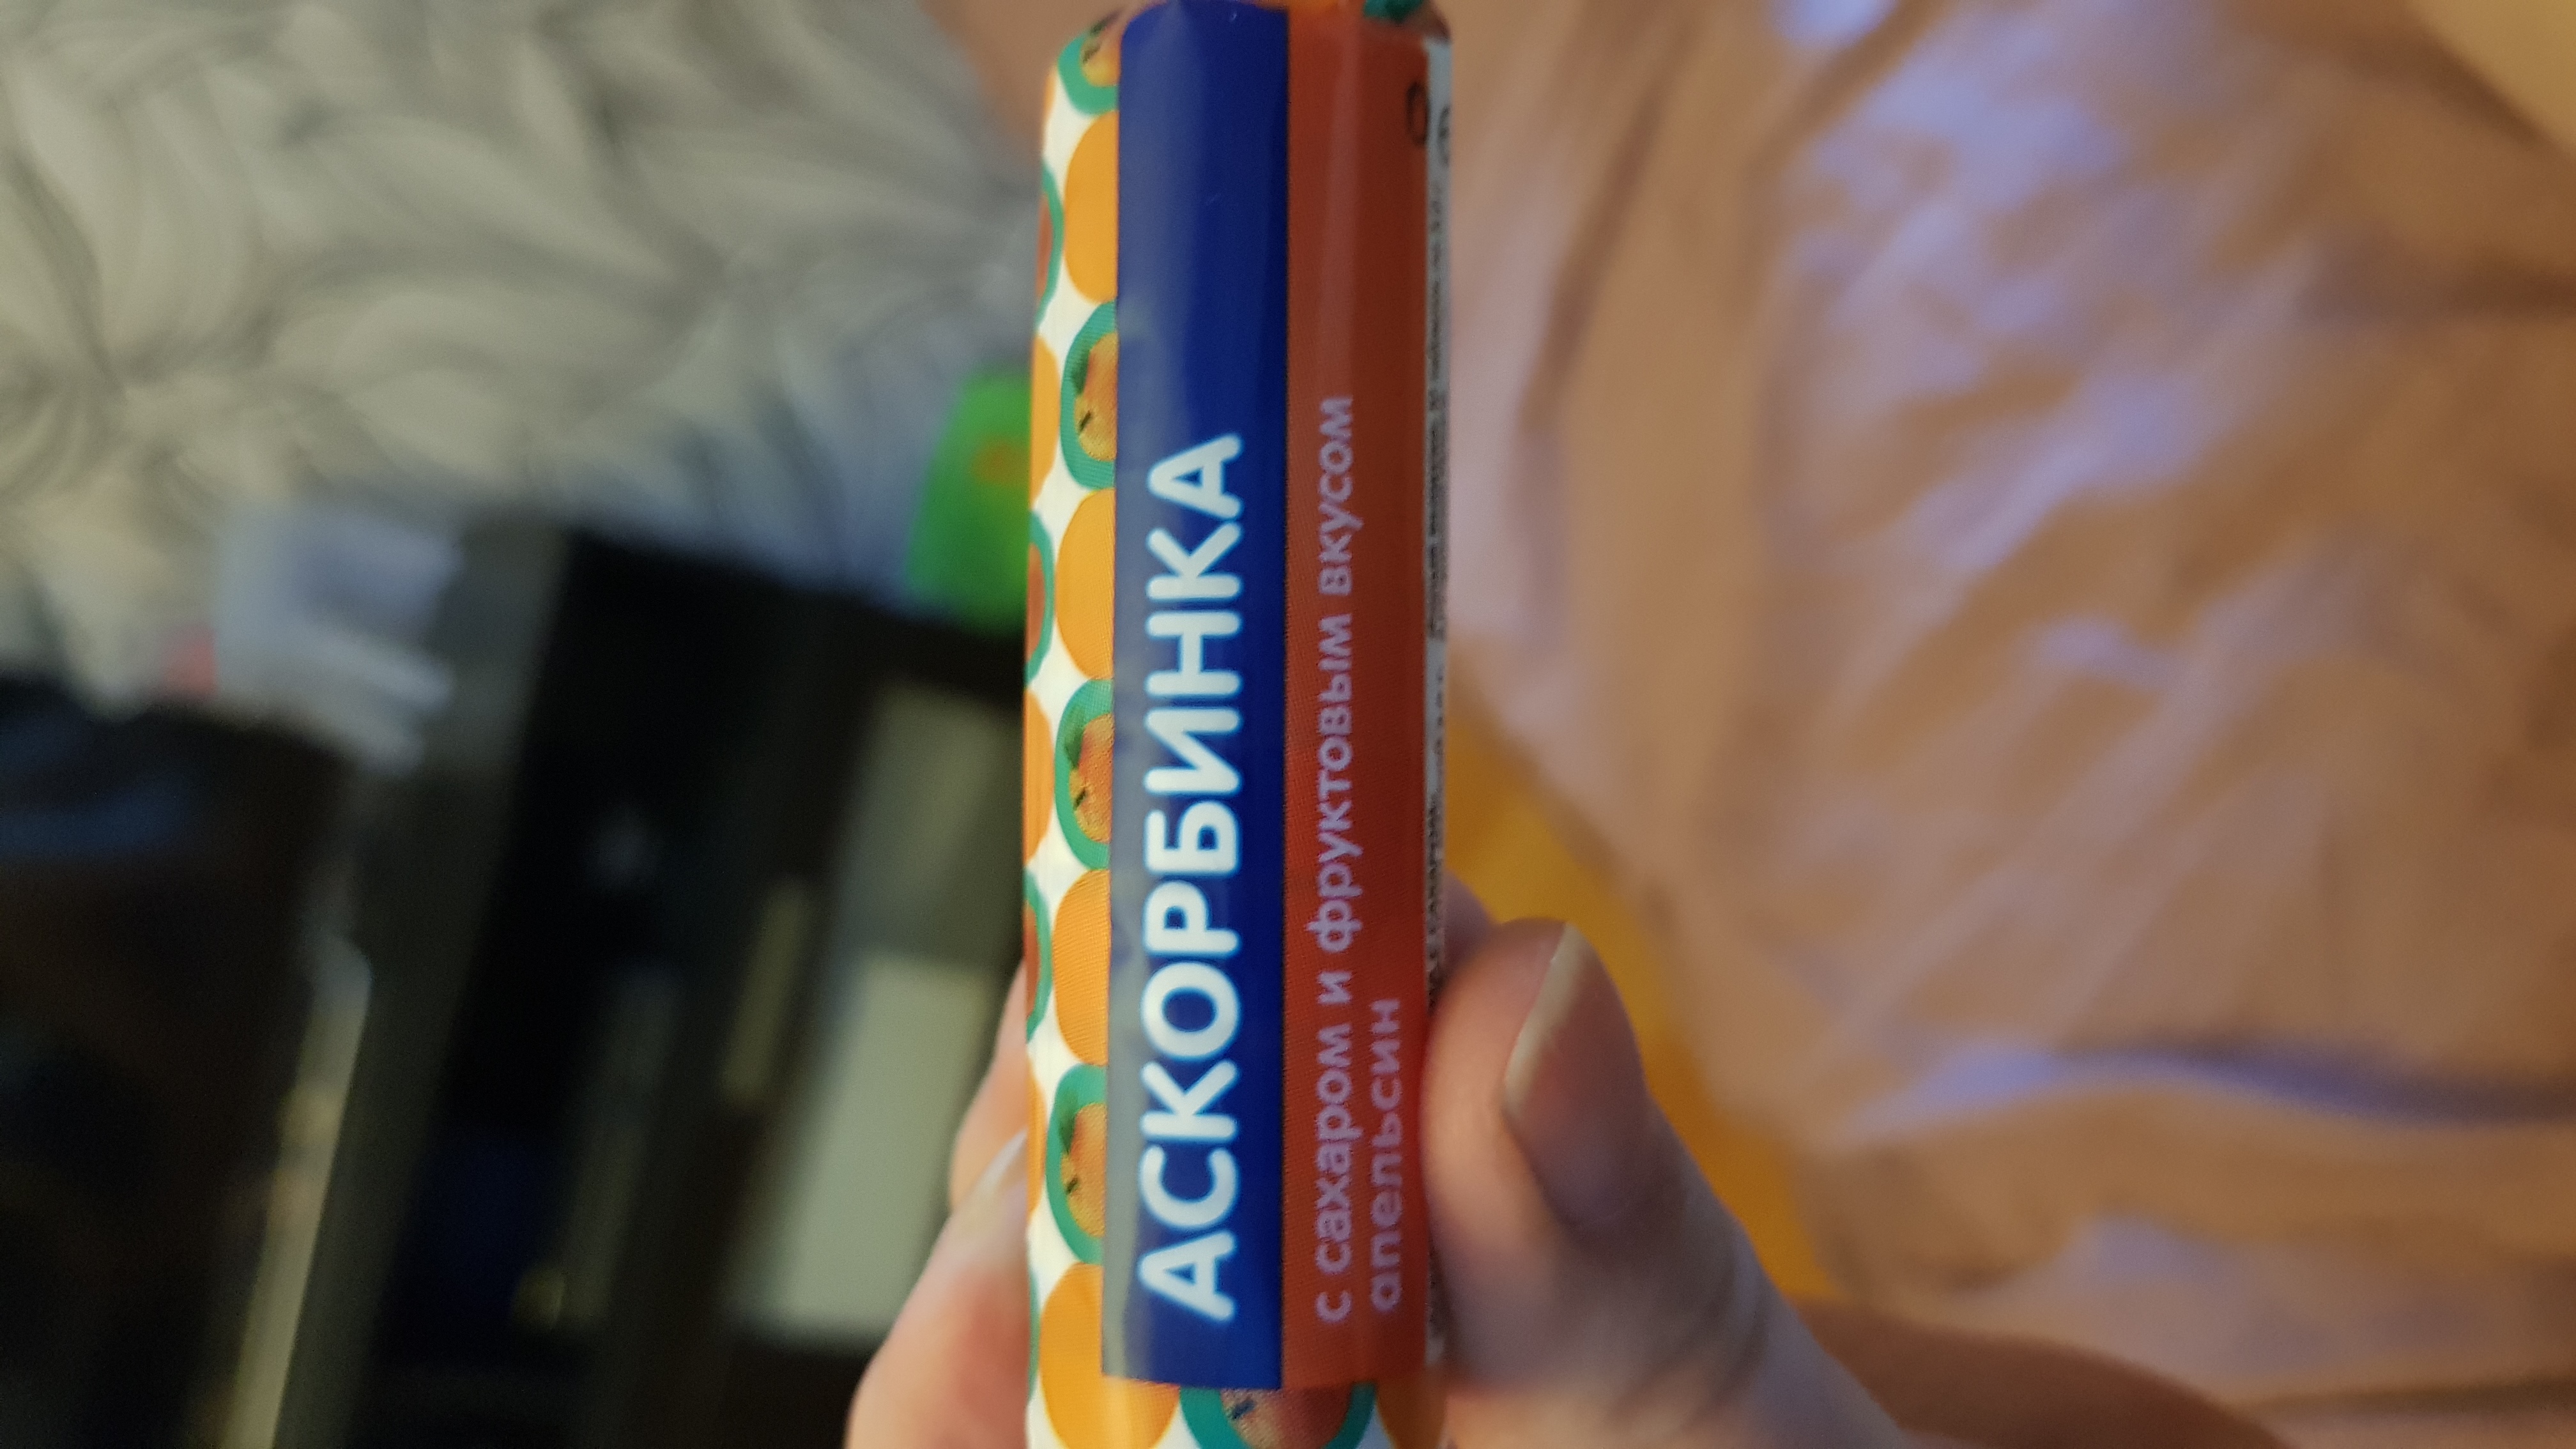 АСКОРБИНКА
с сахаром и фруктовым вкусом
апельсин